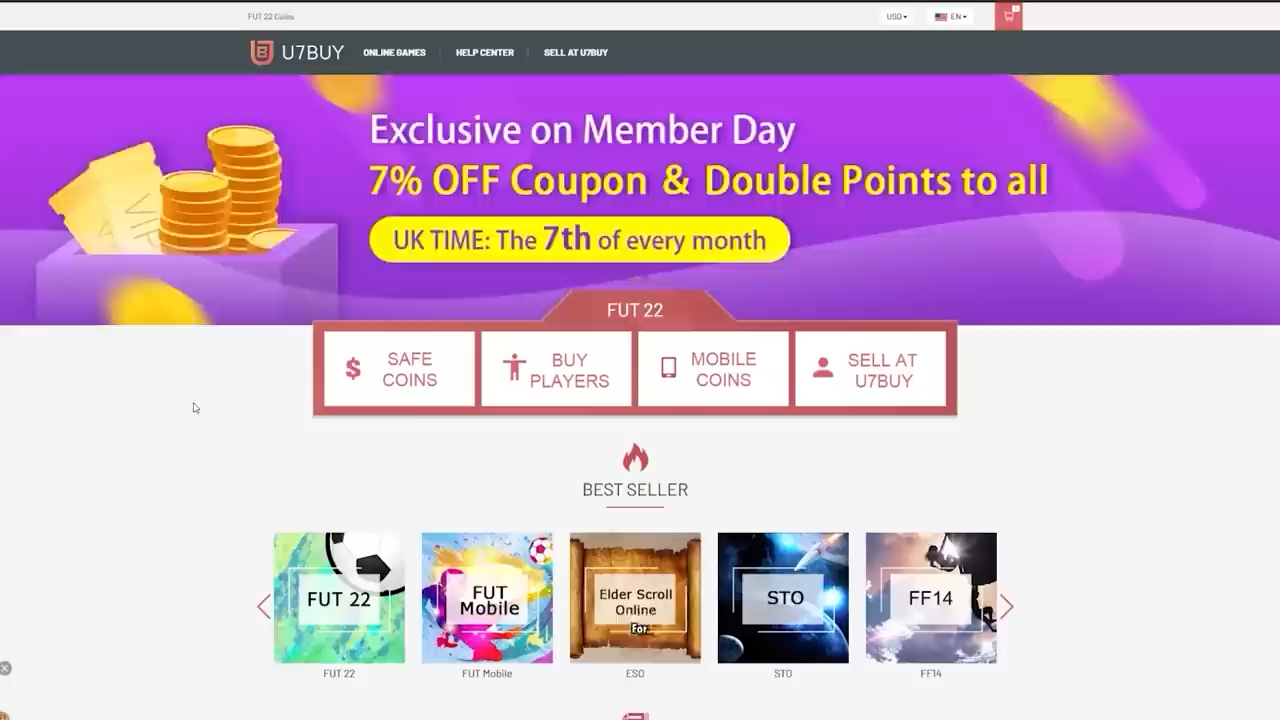 FUT 22 Coins
USD
EN
1
U7BUY
ONLINE GAMES
HELP CENTER
SELL AT U7BUY
Exclusive on Member Day
7% OFF Coupon & Double Points to all
UK TIME: The 7th of every month
FUT 22
SAFE
COINS
BUY
PLAYERS
MOBILE
COINS
SELL AT
U7BUY
BEST SELLER
FUT 22
FUT
Mobile
Elder Scroll
Online
For
STO
FF14
FUT 22
FUT Mobile
ESO
STO
FF14